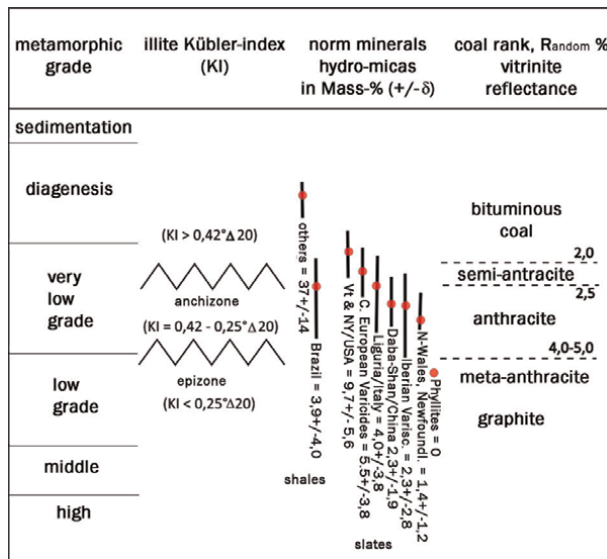 metamorphic
grade
illite Kübler-index
(KI)
norm minerals
hydro-micas
in Mass-% (+/-δ)
coal rank, Random %
vitrinite
reflectance
sedimentation
diagenesis
very
low
grade
low
grade
middle
high
(KI > 0,42°Δ20)
anchizone
(KI = 0,42 - 0,25°Δ20)
epizone
(KI < 0,25°Δ20)
others = 37+/-14
Brazil = 3,9+/-4,0
shales
Vt & NY/USA = 9,7+/- 5,6
C. European Varicides = 5.5+/-3,8
Liguria/Italy = 4,0+/-3,8
Daba-Shan/China 2,3+/-1,9
Iberian Varisc. = 2,3+/-2,8
N-Wales, Newfoundl. = 1,4+/-1,2
Phyllites = 0
slates
bituminous
coal
2,0
semi-antracite
2,5
anthracite
4,0-5,0
meta-anthracite
graphite